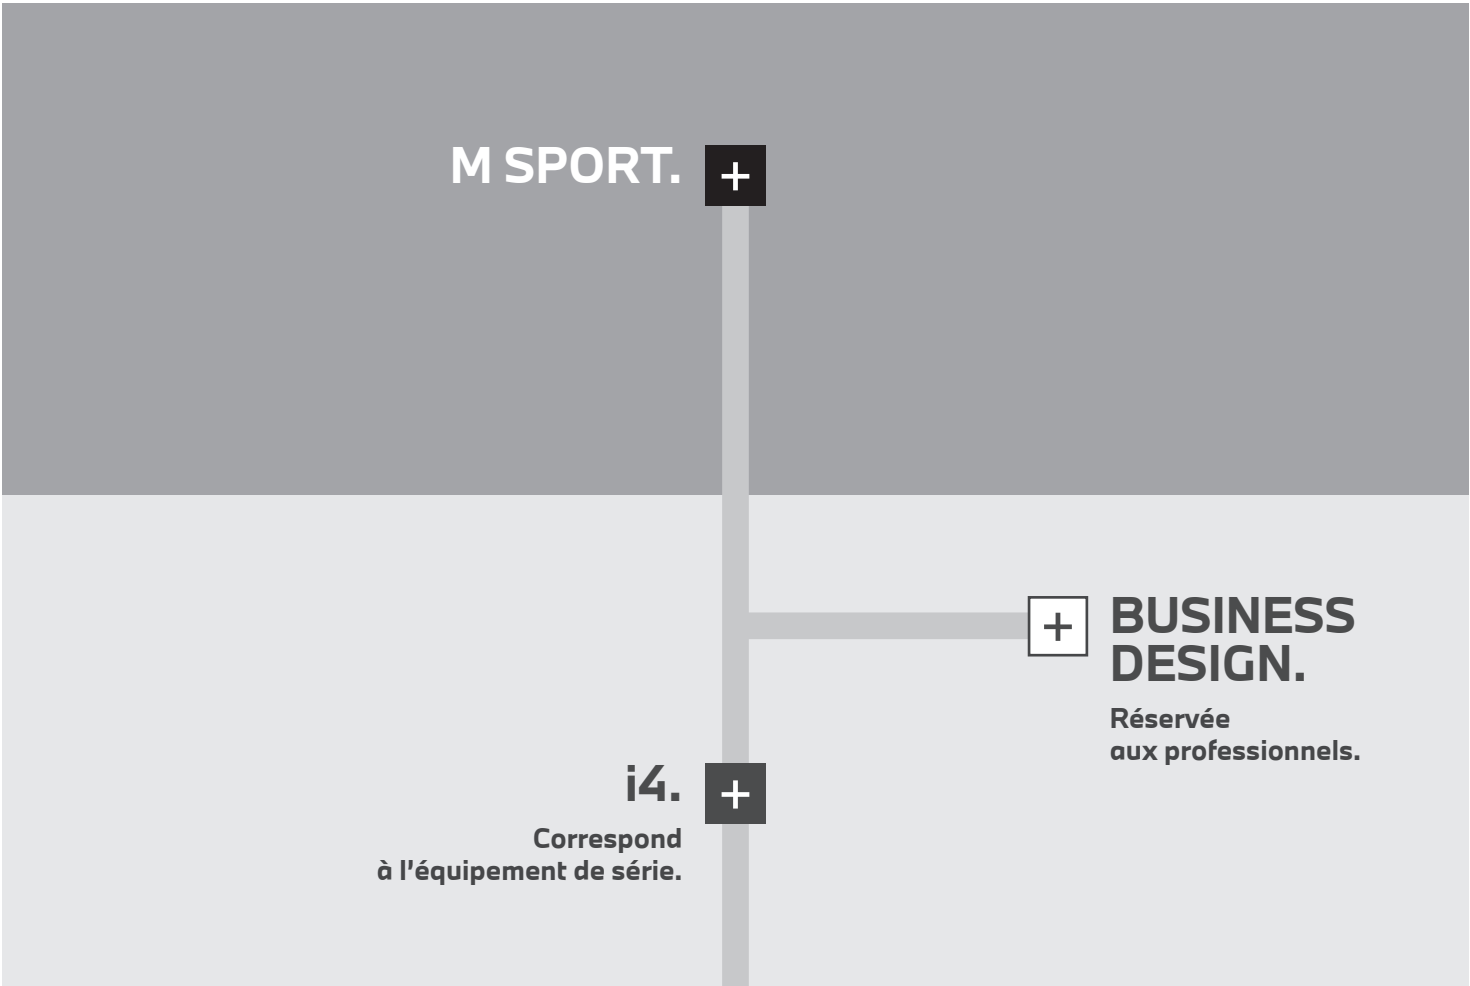 M SPORT.
BUSINESS
DESIGN.
Réservée
aux professionnels.
i4.
Correspond
à l'équipement de série.